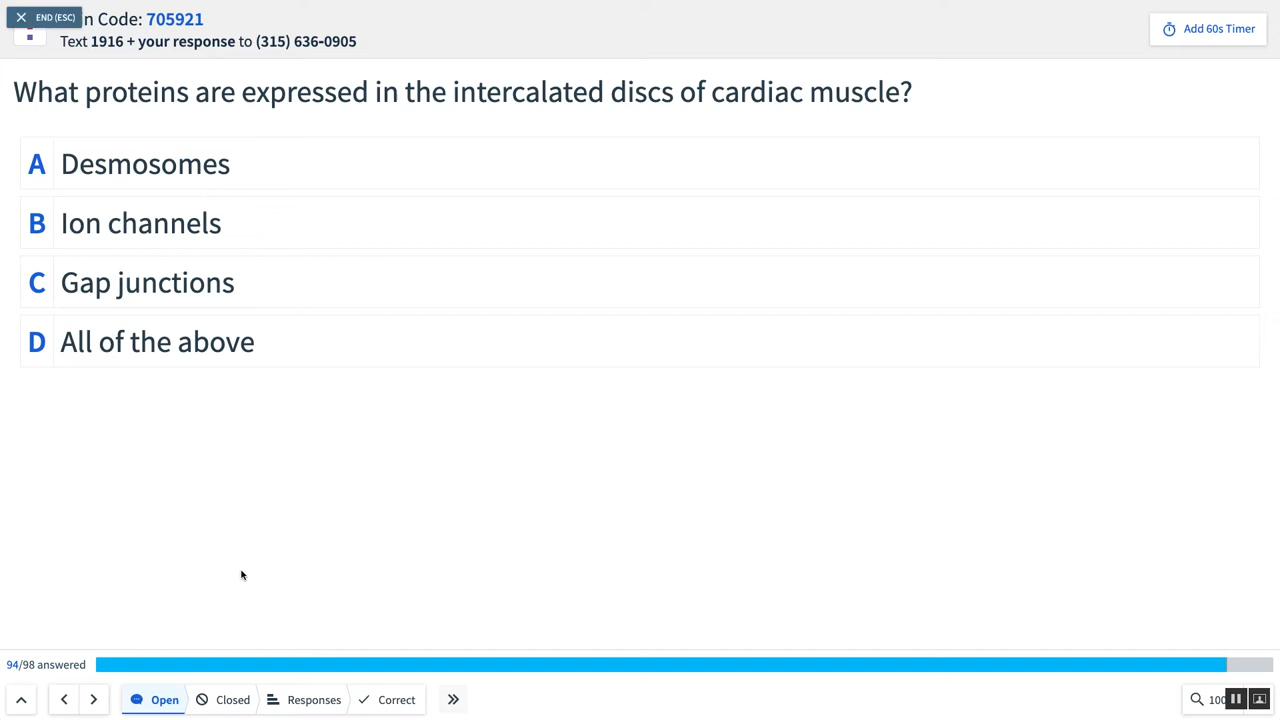 END (ESC)
n Code: 705921
Text 1916 + your response to (315) 636-0905
Add 60s Timer
What proteins are expressed in the intercalated discs of cardiac muscle?
A Desmosomes
B Ion channels
C Gap junctions
D All of the above
94/98 answered
Open Closed Responses Correct
100